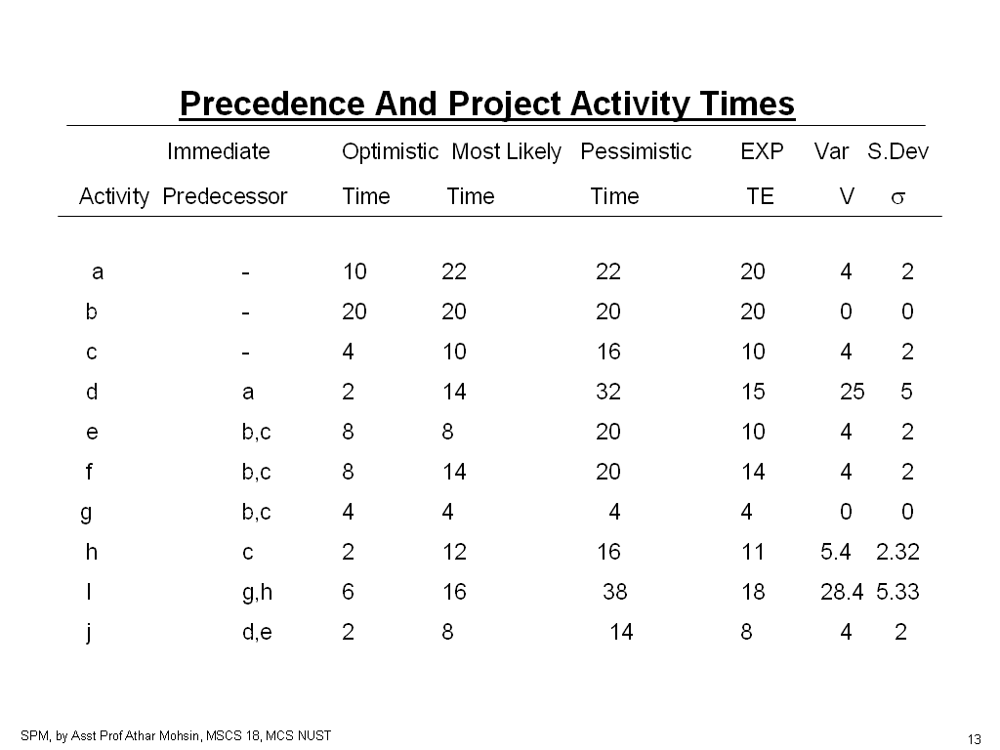 Precedence And Project Activity Times
Immediate Optimistic Most Likely Pessimistic EXP Var S.Dev
Activity Predecessor Time Time Time TE V σ
a - 10 22 22 20 4 2
b - 20 20 20 20 0 0
c - 4 10 16 10 4 2
d a 2 14 32 15 25 5
e b,c 8 8 20 10 4 2
f b,c 8 14 20 14 4 2
g b,c 4 4 4 4 0 0
h c 2 12 16 11 5.4 2.32
I g,h 6 16 38 18 28.4 5.33
j d,e 2 8 14 8 4 2
SPM, by Asst Prof Athar Mohsin, MSCS 18, MCS NUST
13